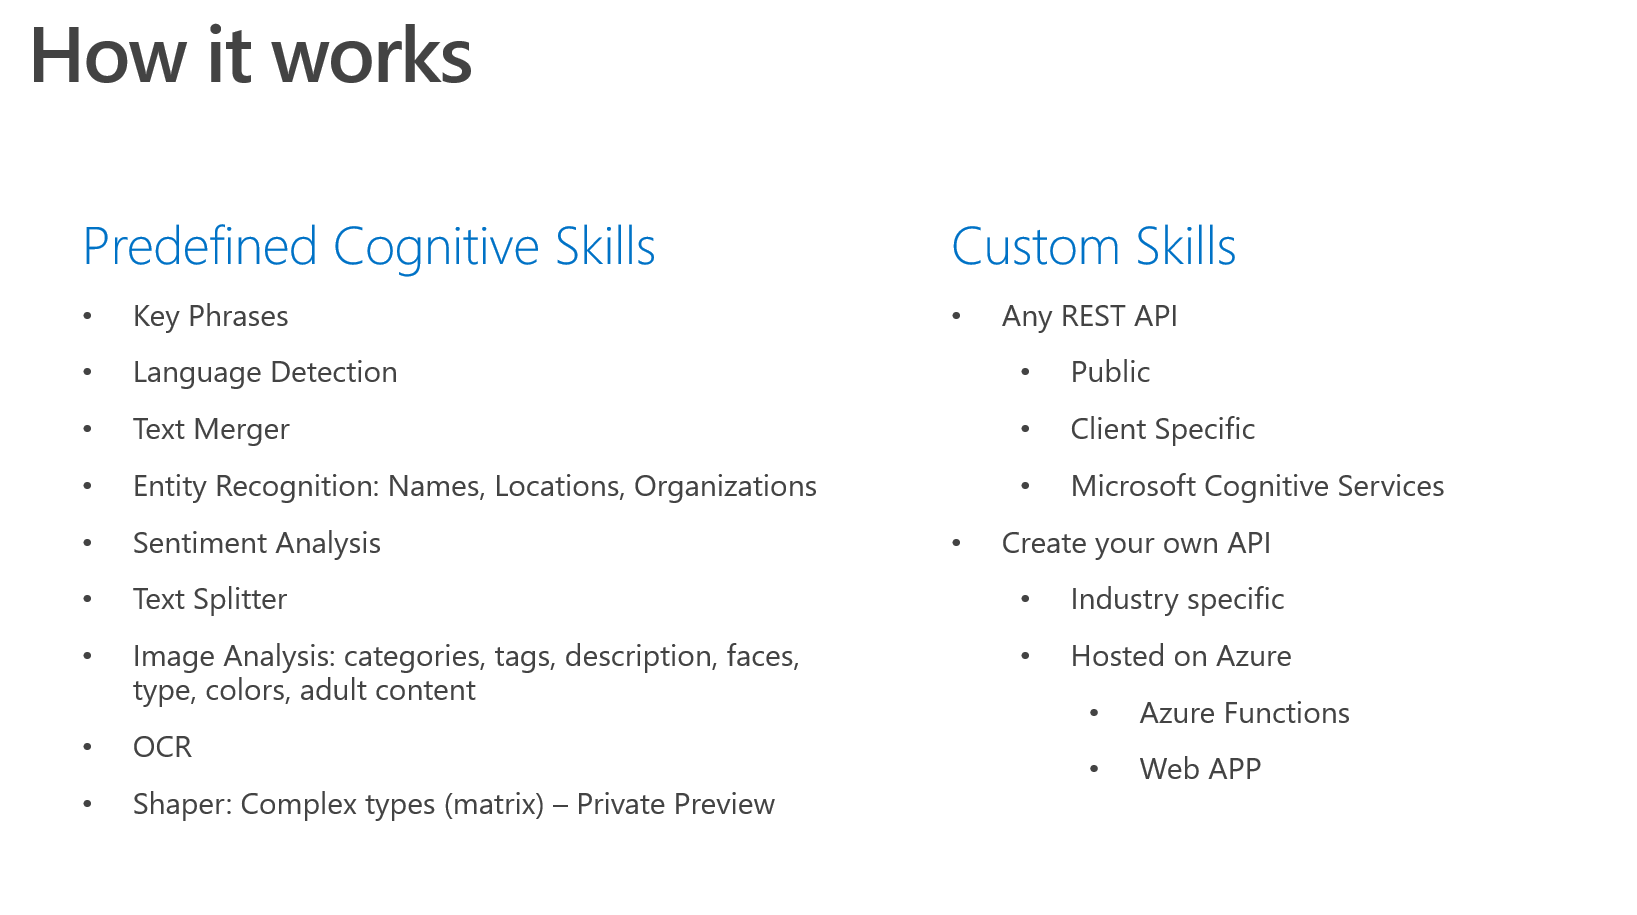 How it works
Predefined Cognitive Skills
• Key Phrases
• Language Detection
• Text Merger
• Entity Recognition: Names, Locations, Organizations
• Sentiment Analysis
• Text Splitter
• Image Analysis: categories, tags, description, faces,
type, colors, adult content
• OCR
• Shaper: Complex types (matrix) – Private Preview
Custom Skills
• Any REST API
• Public
• Client Specific
• Microsoft Cognitive Services
• Create your own API
• Industry specific
• Hosted on Azure
• Azure Functions
• Web APP